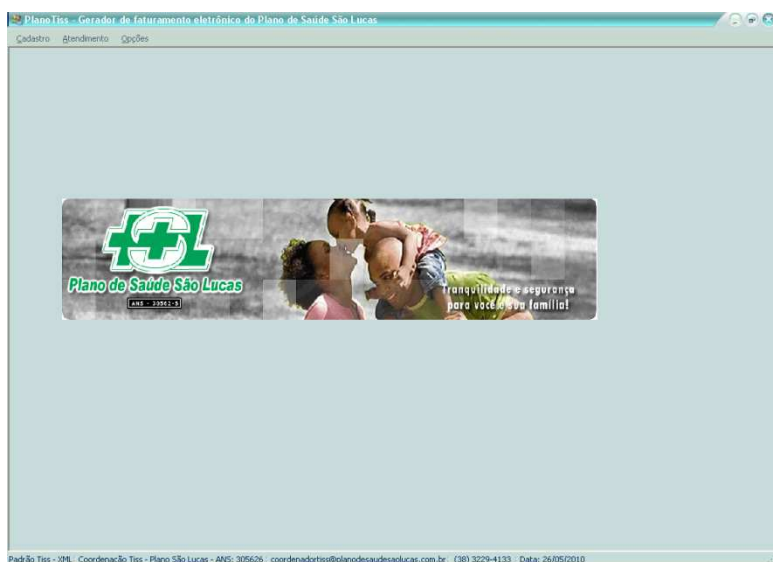 PlanoTiss - Gerador de faturamento eletrônico do Plano de Saúde São Lucas
Cadastro Atendimento Opções
Plano de Saúde São Lucas
ANS - 30562-6
Tranquilidade e segurança
para você e sua família!
Padrão Tiss - XML Coordenação Tiss - Plano São Lucas - ANS: 305626 coordenadortiss@planodesaudesaolucas.com.br (38) 3229-4133 Data: 26/05/2010